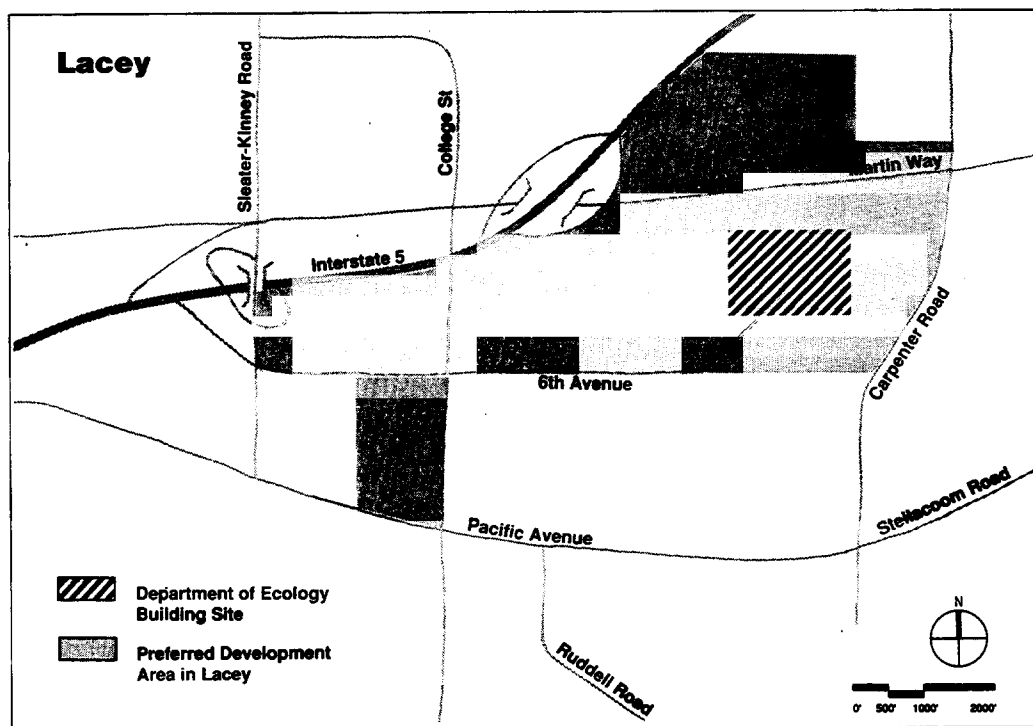 Lacey
Sleater-Kinney Road
College St
Martin Way
Interstate 5
Carpenter Road
6th Avenue
Pacific Avenue
Steilacoom Road
Ruddell Road
Department of Ecology
Building Site
Preferred Development
Area in Lacey
N
0' 500' 1000' 2000'